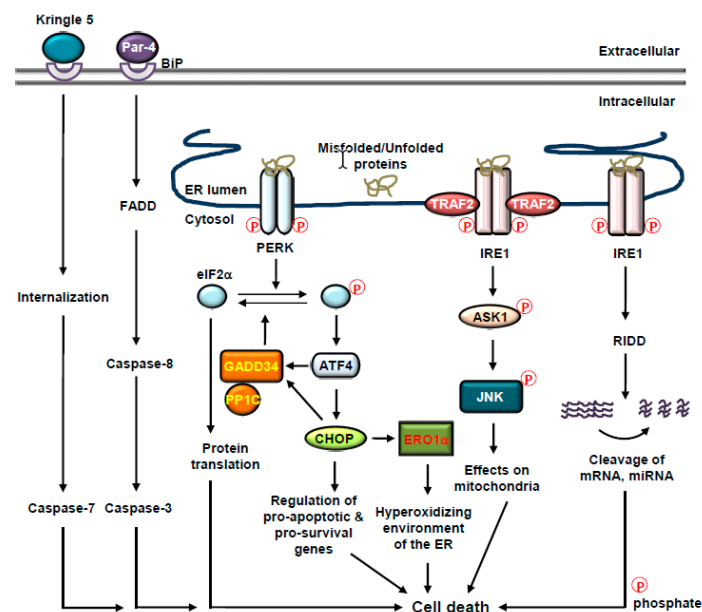 Kringle 5
Par-4
BiP
Extracellular
Intracellular
Misfolded/Unfolded
proteins
ER lumen
Cytosol
TRAF2
TRAF2
P
P
P
P
P
P
PERK
IRE1
IRE1
FADD
eIF2α
P
Internalization
ASK1
P
RIDD
Caspase-8
GADD34
ATF4
PP1C
JNK
P
CHOP
ERO1α
Protein
translation
Effects on
mitochondria
Cleavage of
mRNA, miRNA
Caspase-7
Caspase-3
Regulation of
pro-apoptotic &
pro-survival
genes
Hyperoxidizing
environment
of the ER
Cell death
P
phosphate